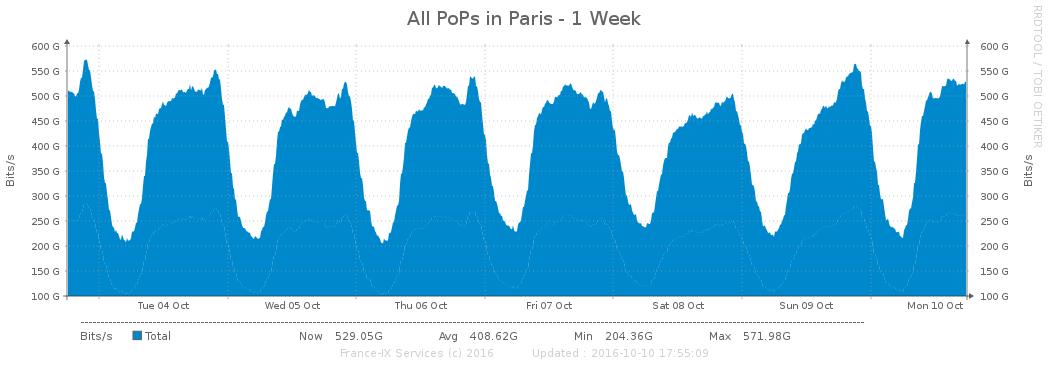 All PoPs in Paris - 1 Week
RRDTOOL / TOBI OETIKER
600 G 600 G
550 G 550 G
500 G 500 G
450 G 450 G
400 G 400 G
350 G 350 G
300 G 300 G
250 G 250 G
200 G 200 G
150 G 150 G
100 G 100 G
Bits/s
Bits/s
Tue 04 Oct Wed 05 Oct Thu 06 Oct Fri 07 Oct Sat 08 Oct Sun 09 Oct Mon 10 Oct
Bits/s Total Now 529.05G Avg 408.62G Min 204.36G Max 571.98G
France-IX Services (c) 2016 Updated : 2016-10-10 17:55:09